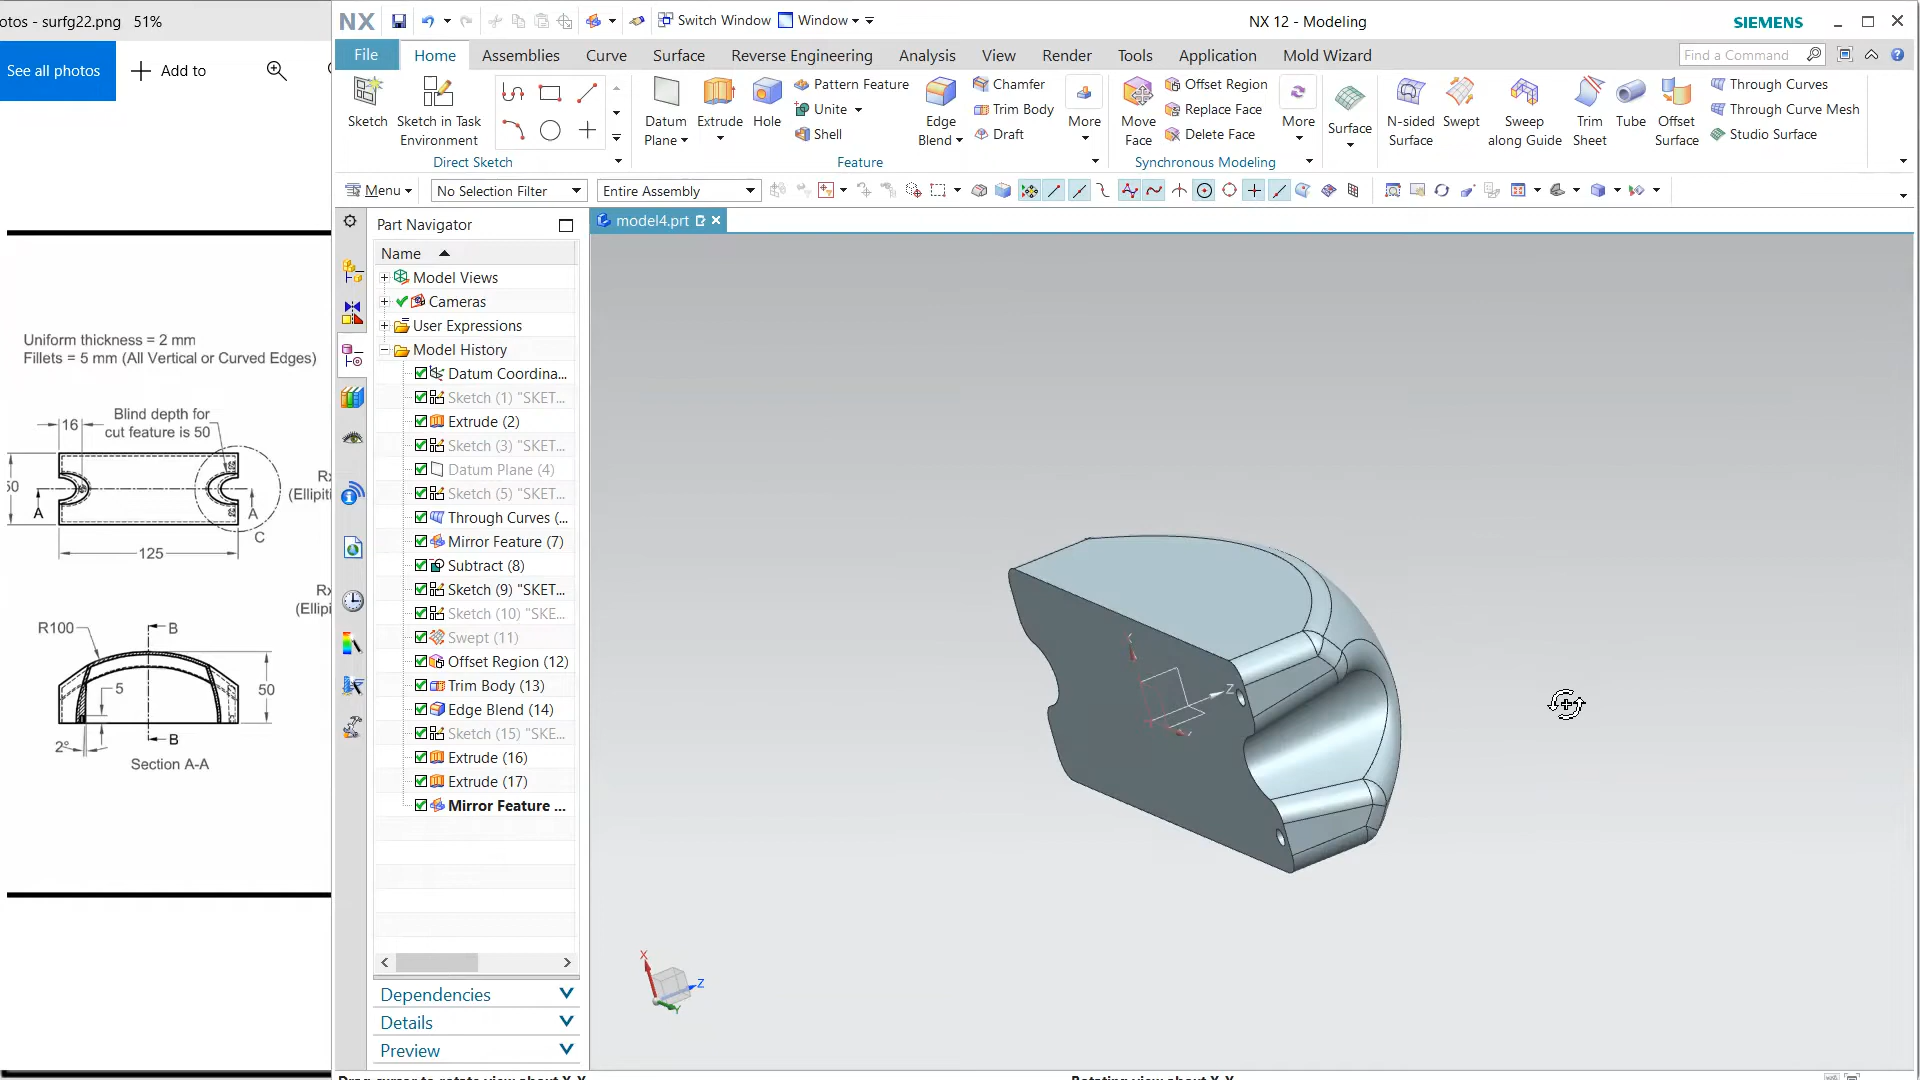 otos - surfg22.png 51%
See all photos
Add to
Uniform thickness = 2 mm
Fillets = 5 mm (All Vertical or Curved Edges)
16
Blind depth for
cut feature is 50
A
A
C
125
R100
B
5
50
2°
B
Section A-A
NX
Switch Window
Window
NX 12 - Modeling
SIEMENS
File
Home
Assemblies
Curve
Surface
Reverse Engineering
Analysis
View
Render
Tools
Application
Mold Wizard
Find a Command
Sketch
Sketch in Task
Environment
Direct Sketch
Datum
Plane
Extrude
Hole
Pattern Feature
Unite
Shell
Edge
Blend
Chamfer
Trim Body
Draft
More
Feature
Move
Face
Offset Region
Replace Face
Delete Face
More
Synchronous Modeling
Surface
N-sided
Surface
Swept
Sweep
along Guide
Trim
Sheet
Tube
Offset
Surface
Through Curves
Through Curve Mesh
Studio Surface
Menu
No Selection Filter
Entire Assembly
Part Navigator
model4.prt
Name
Model Views
Cameras
User Expressions
Model History
Datum Coordina...
Sketch (1) "SKET...
Extrude (2)
Sketch (3) "SKET...
Datum Plane (4)
Sketch (5) "SKET...
Through Curves (...
Mirror Feature (7)
Subtract (8)
Sketch (9) "SKET...
Sketch (10) "SKE...
Swept (11)
Offset Region (12)
Trim Body (13)
Edge Blend (14)
Sketch (15) "SKE...
Extrude (16)
Extrude (17)
Mirror Feature ...
Dependencies
Details
Preview
Z
X
Z
Y